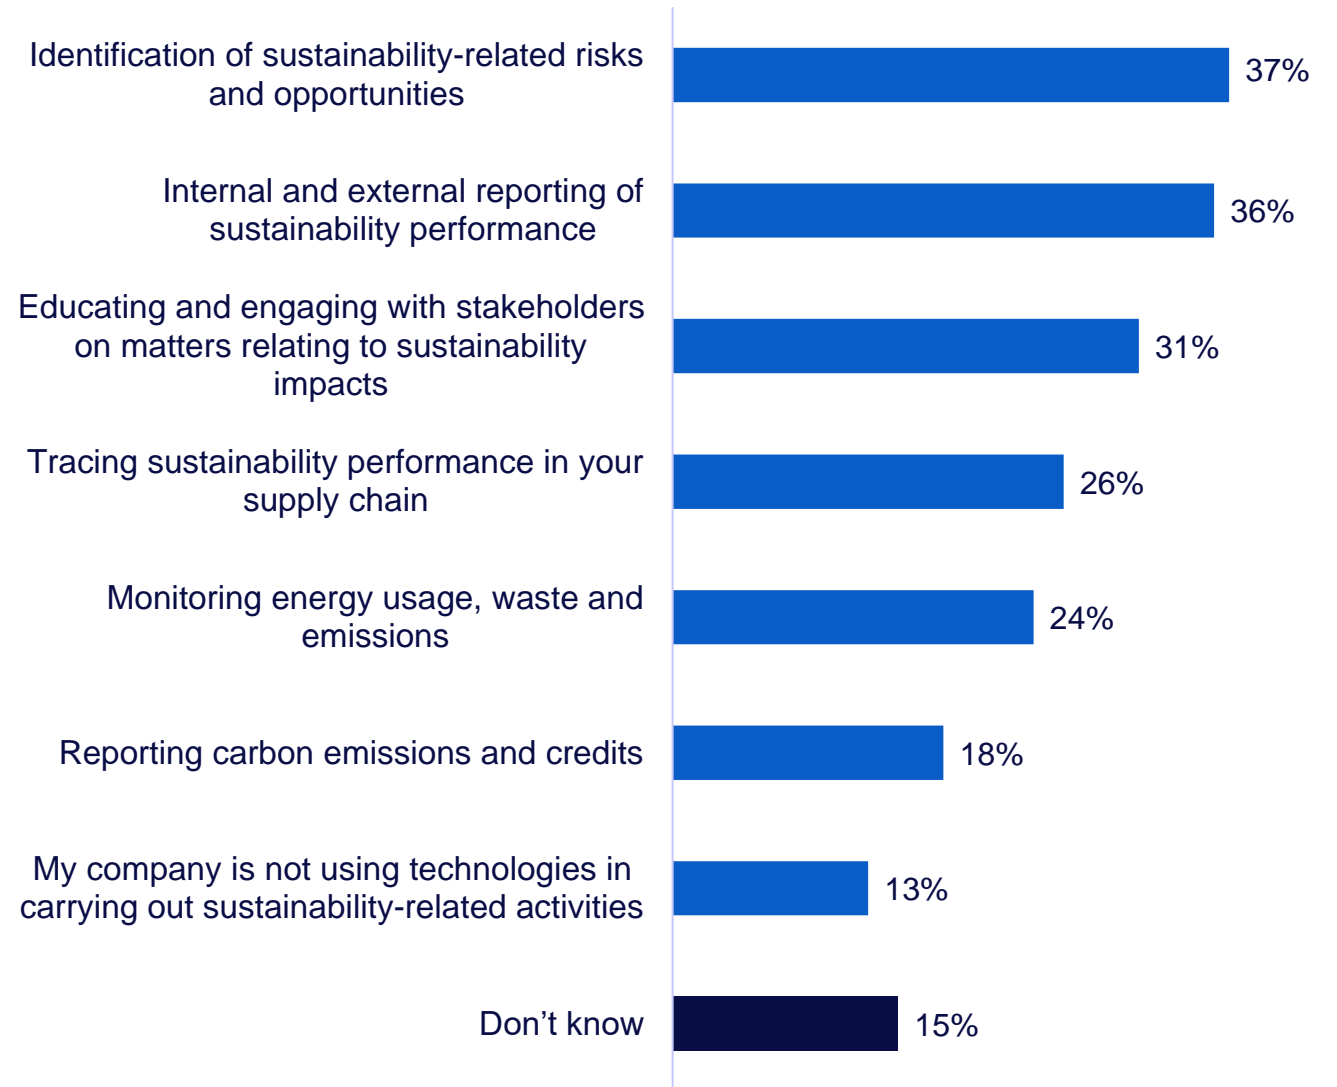 Identification of sustainability-related risks
and opportunities
37%
Internal and external reporting of
sustainability performance
36%
Educating and engaging with stakeholders
on matters relating to sustainability
impacts
31%
Tracing sustainability performance in your
supply chain
26%
Monitoring energy usage, waste and
emissions
24%
Reporting carbon emissions and credits
18%
My company is not using technologies in
carrying out sustainability-related activities
13%
Don’t know
15%